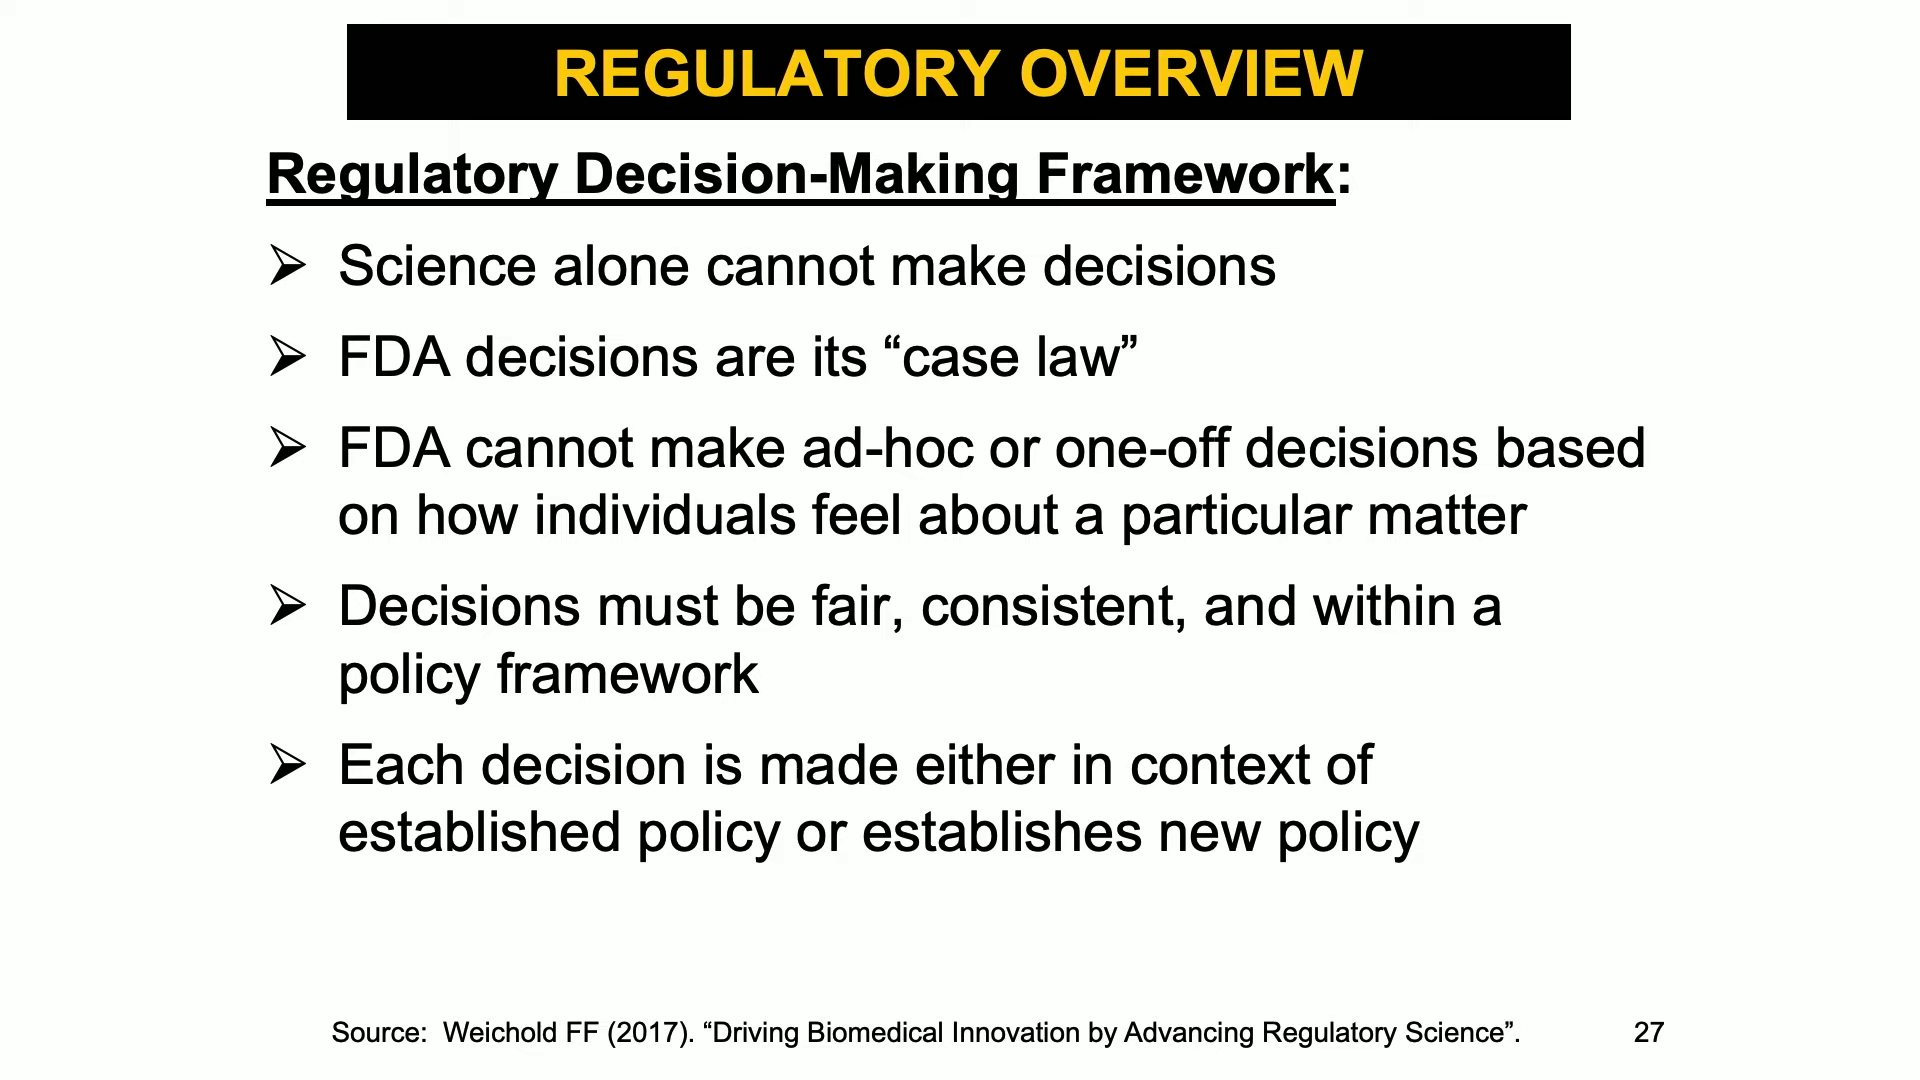 REGULATORY OVERVIEW
Regulatory Decision-Making Framework:
➢ Science alone cannot make decisions
➢ FDA decisions are its “case law”
➢ FDA cannot make ad-hoc or one-off decisions based
on how individuals feel about a particular matter
➢ Decisions must be fair, consistent, and within a
policy framework
➢ Each decision is made either in context of
established policy or establishes new policy
Source: Weichold FF (2017). “Driving Biomedical Innovation by Advancing Regulatory Science”.
27